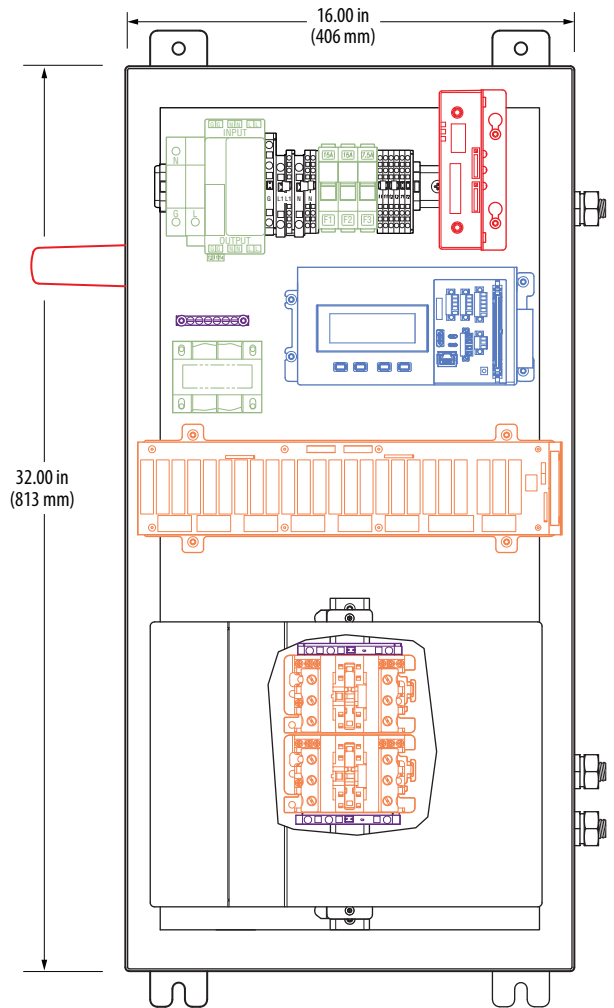 16.00 in
(406 mm)
G G N N L L
INPUT
N
G
L
OUTPUT
G G N N L L
G
L1
L1
N
N
15A
15A
7.5A
F1
F2
F3
32.00 in
(813 mm)